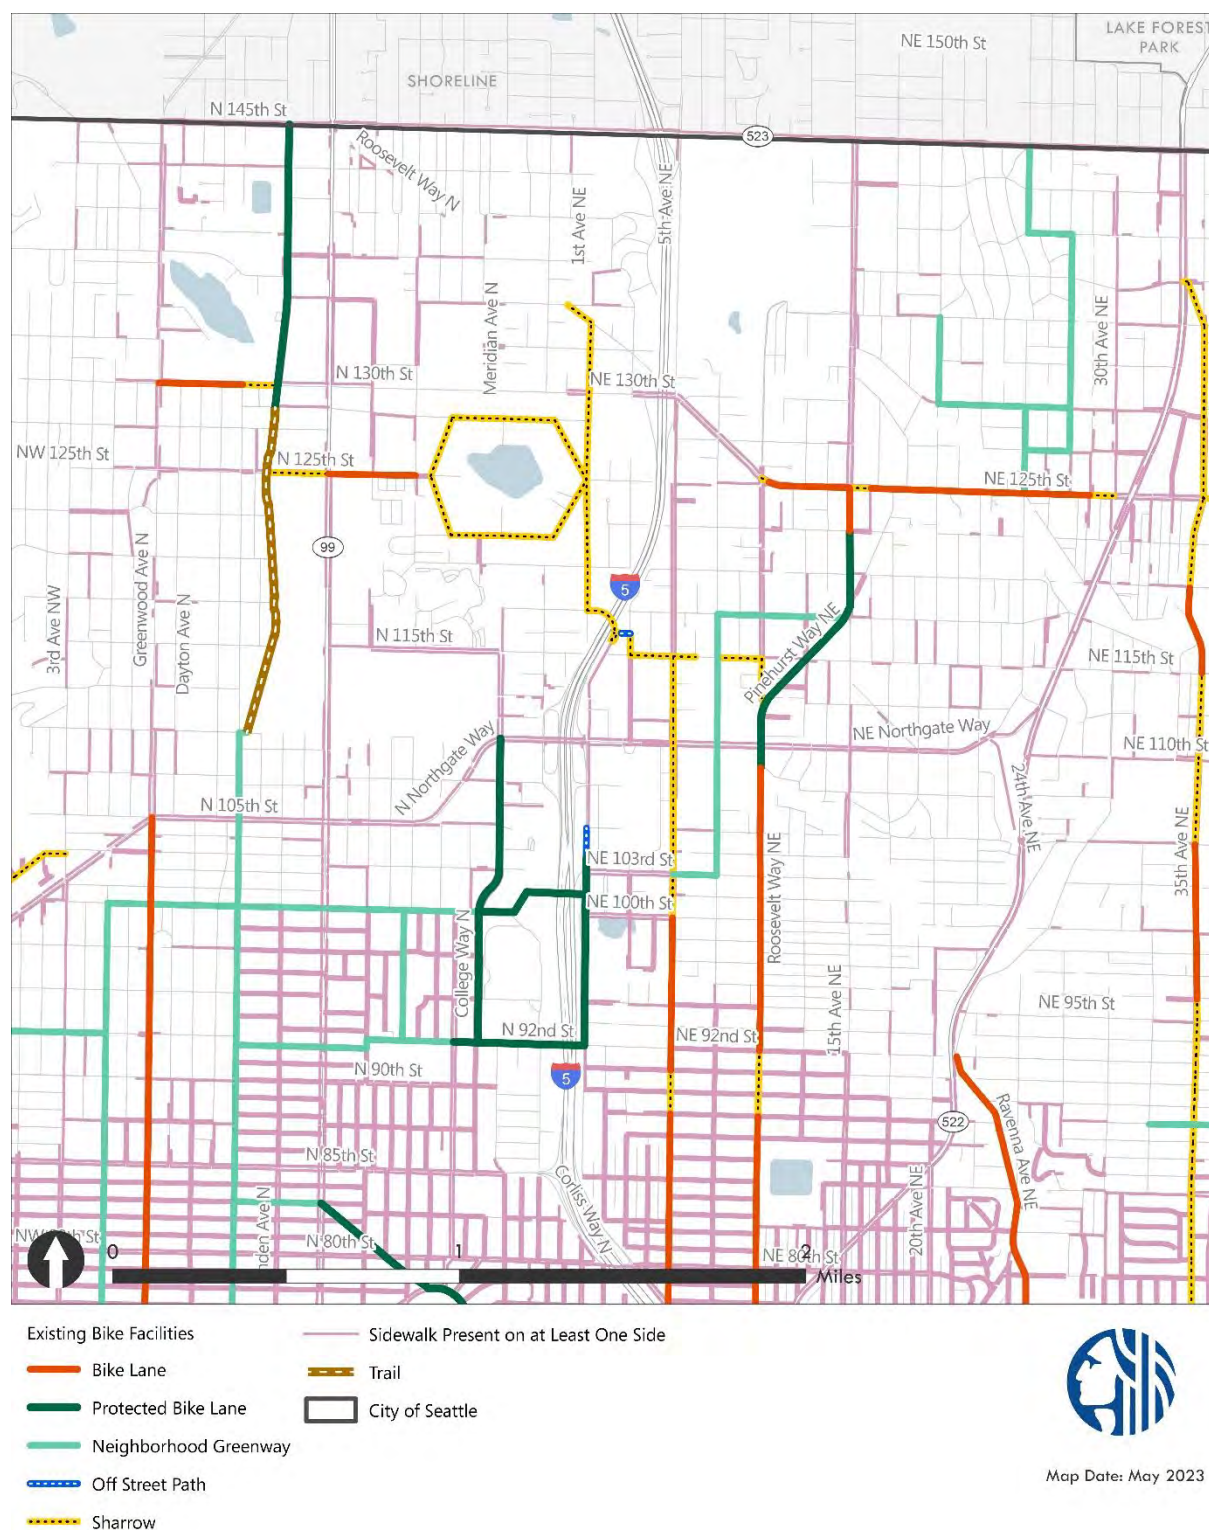 LAKE FOREST
PARK
NE 150th St
SHORELINE
N 145th St
523
Roosevelt Way N
5th Ave NE
1st Ave NE
Meridian Ave N
30th Ave NE
N 130th St
NE 130th St
NW 125th St
N 125th St
NE 125th St
99
5
3rd Ave NW
Greenwood Ave N
Dayton Ave N
N 115th St
Pinehurst Way NE
NE 115th St
N Northgate Way
NE Northgate Way
NE 110th St
24th Ave NE
N 105th St
NE 103rd St
35th Ave NE
NE 100th St
Roosevelt Way NE
College Way N
15th Ave NE
NE 95th St
N 92nd St
NE 92nd St
N 90th St
5
Ravenna Ave NE
522
N 85th St
Corliss Way N
20th Ave NE
nden Ave N
N 80th St
NE 80th St
0
1
2
Miles
Existing Bike Facilities
Bike Lane
Protected Bike Lane
Neighborhood Greenway
Off Street Path
Sharrow
Sidewalk Present on at Least One Side
Trail
City of Seattle
Map Date: May 2023